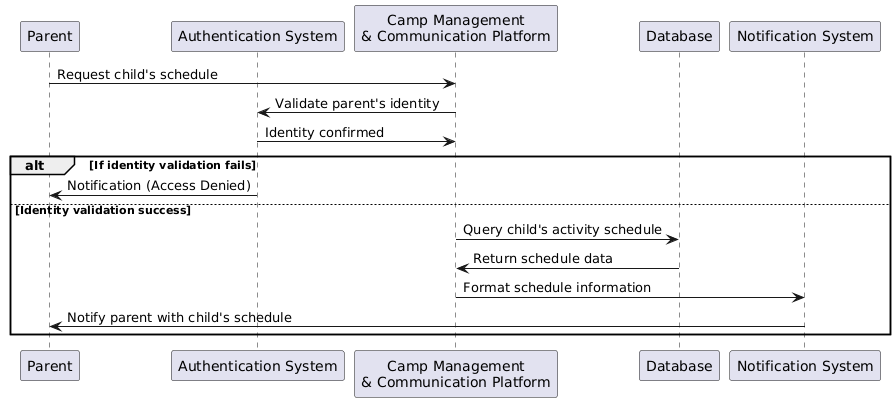 Parent
Authentication System
Camp Management
& Communication Platform
Database
Notification System
Request child's schedule
Validate parent's identity
Identity confirmed
alt
[If identity validation fails]
Notification (Access Denied)
[Identity validation success]
Query child's activity schedule
Return schedule data
Format schedule information
Notify parent with child's schedule
Parent
Authentication System
Camp Management
& Communication Platform
Database
Notification System